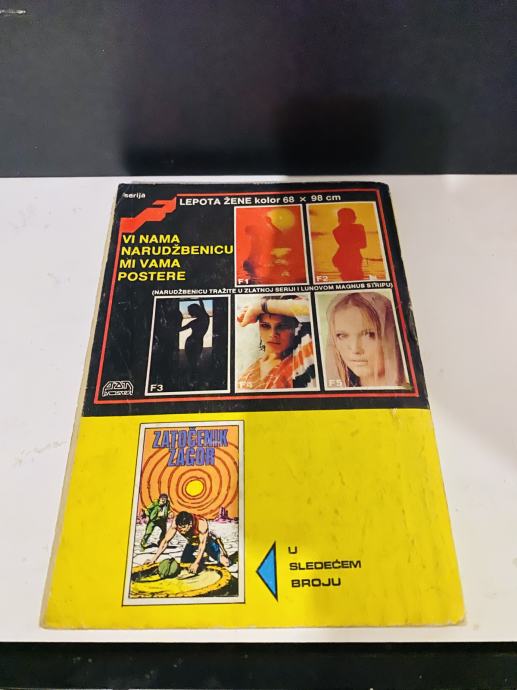 serija
F
LEPOTA ŽENE kolor 68 × 98 cm
VI NAMA
NARUDŽBENICU
MI VAMA
POSTERE
F1
F2
(NARUDŽBENICU TRAŽITE U ZLATNOJ SERIJI I LUNOVOM MAGNUS STRIPU)
F3
F4
F5
ZATOČENIK
ZAGOR
U
SLEDEĆEM
BROJU